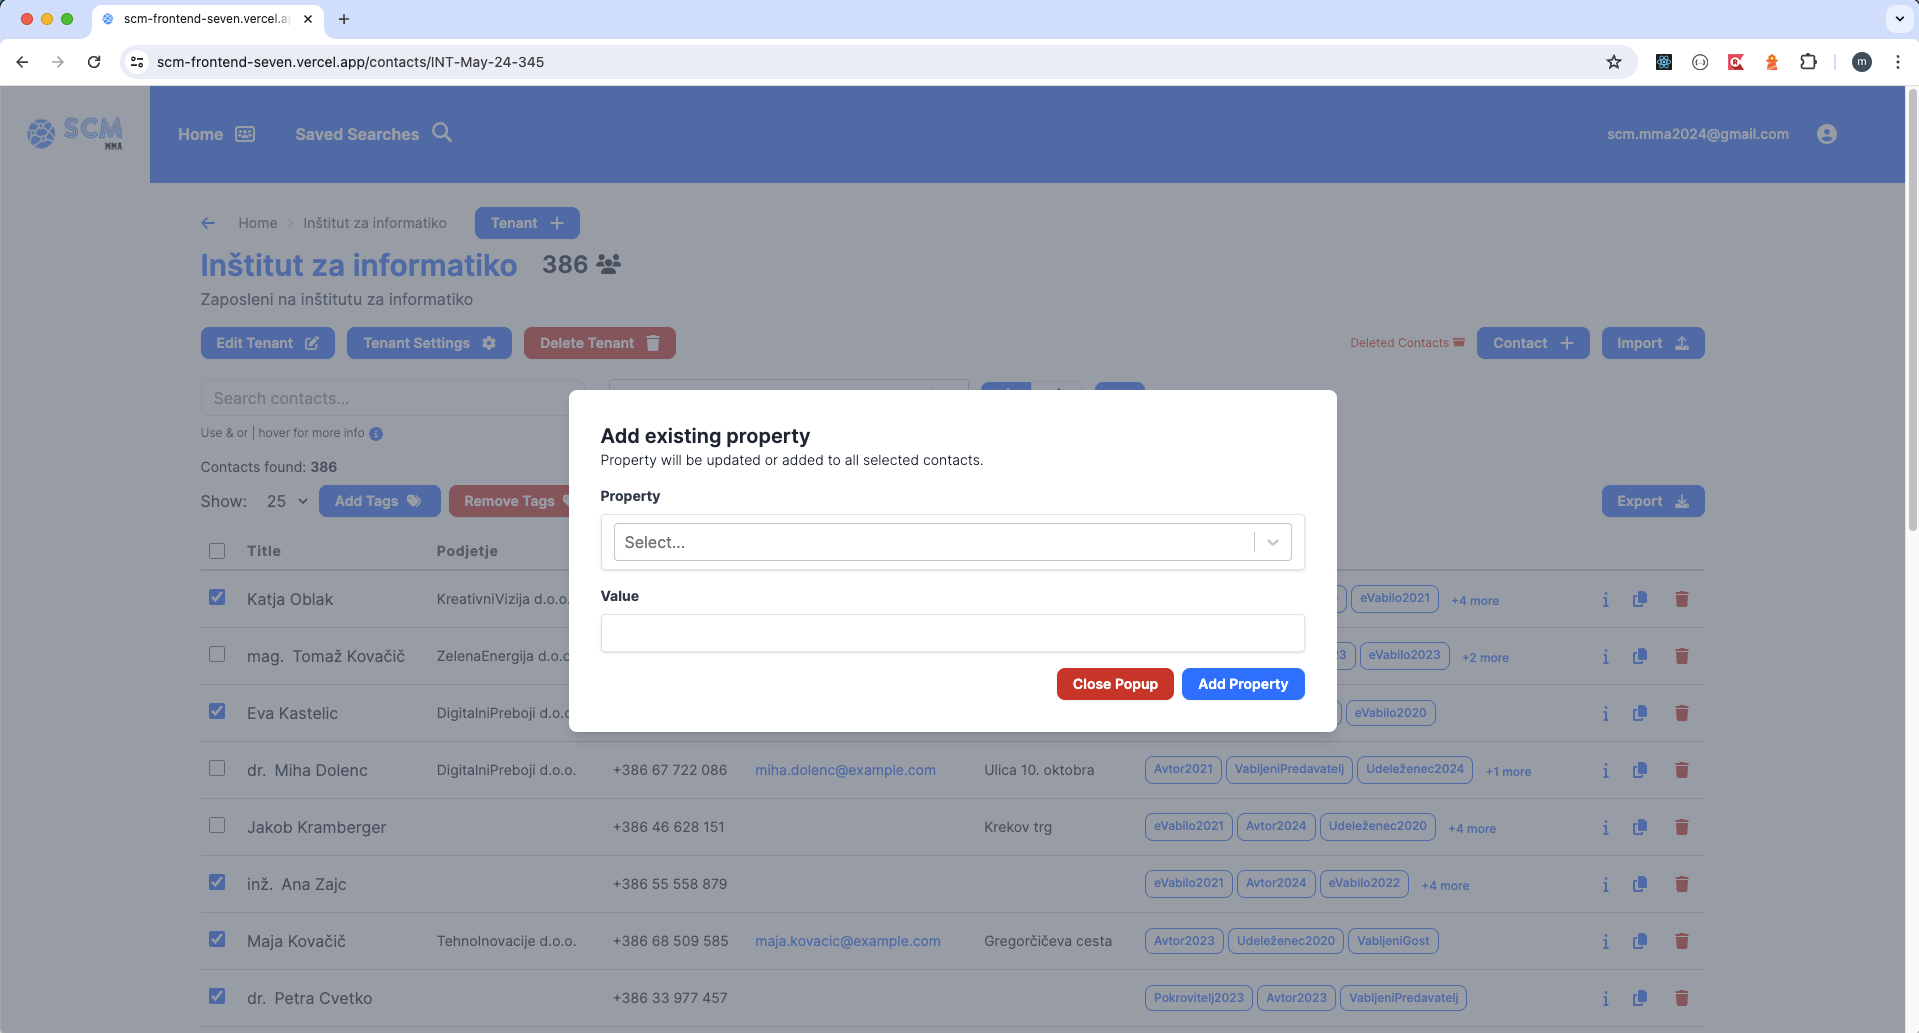 scm-frontend-seven.vercel.a
scm-frontend-seven.vercel.app/contacts/INT-May-24-345
m
SCM
MMA
Home
Saved Searches
scm.mma2024@gmail.com
Home > Inštitut za informatiko
Tenant +
Inštitut za informatiko 386
Zaposleni na inštitutu za informatiko
Edit Tenant
Tenant Settings
Delete Tenant
Deleted Contacts
Contact +
Import
Search contacts...
Use & or | hover for more info
Contacts found: 386
Show: 25
Add Tags
Remove Tags
Export
Add existing property
Property will be updated or added to all selected contacts.
Property
Select...
Value
Close Popup
Add Property
Title Podjetje
Katja Oblak KreativniVizija d.o.o. eVabilo2021 +4 more
mag. Tomaž Kovačič ZelenaEnergija d.o.o 3 eVabilo2023 +2 more
Eva Kastelic DigitalniPreboji d.o.o eVabilo2020
dr. Miha Dolenc DigitalniPreboji d.o.o. +386 67 722 086 miha.dolenc@example.com Ulica 10. oktobra Avtor2021 VabljeniPredavatelj Udeleženec2024 +1 more
Jakob Kramberger +386 46 628 151 Krekov trg eVabilo2021 Avtor2024 Udeleženec2020 +4 more
inž. Ana Zajc +386 55 558 879 eVabilo2021 Avtor2024 eVabilo2022 +4 more
Maja Kovačič TehnoInovacije d.o.o. +386 68 509 585 maja.kovacic@example.com Gregorčičeva cesta Avtor2023 Udeleženec2020 VabljeniGost
dr. Petra Cvetko +386 33 977 457 Pokrovitelj2023 Avtor2023 VabljeniPredavatelj